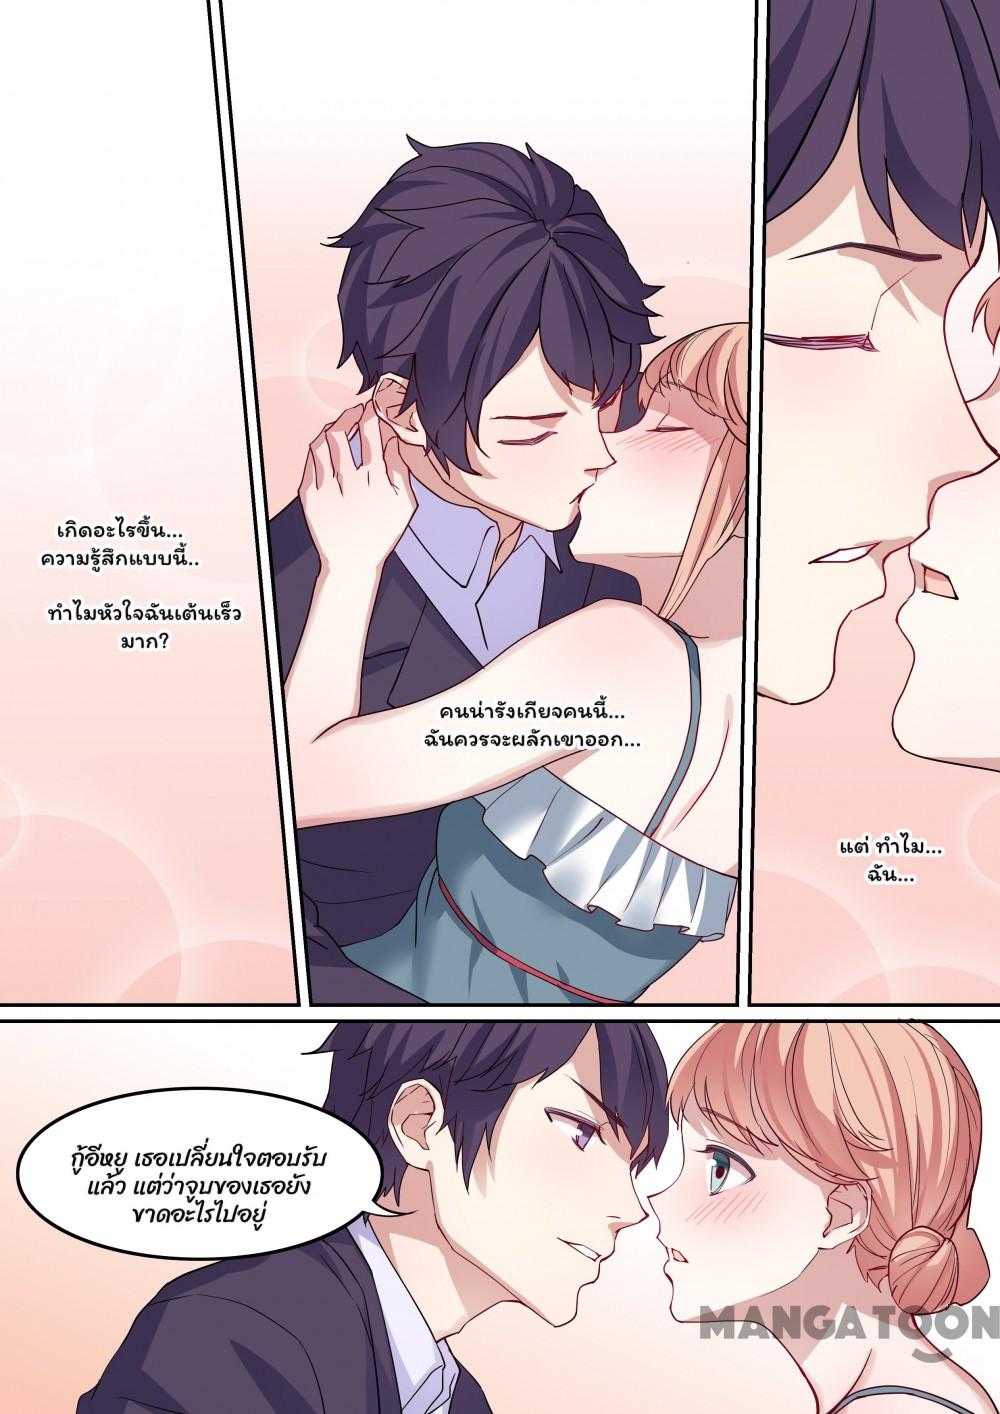 เกิดอะไรขึ้น...
ความรู้สึกแบบนี้..
ทำไมหัวใจฉันเต้นเร็ว
มาก?
คนน่ารังเกียจคนนี้...
ฉันควรจะผลักเขาออก...
แต่ ทำไม...
ฉัน...
กู้อีหยู เธอเปลี่ยนใจตอบรับ
แล้ว แต่ว่าจูบของเธอยัง
ขาดอะไรไปอยู่
MANGATOON